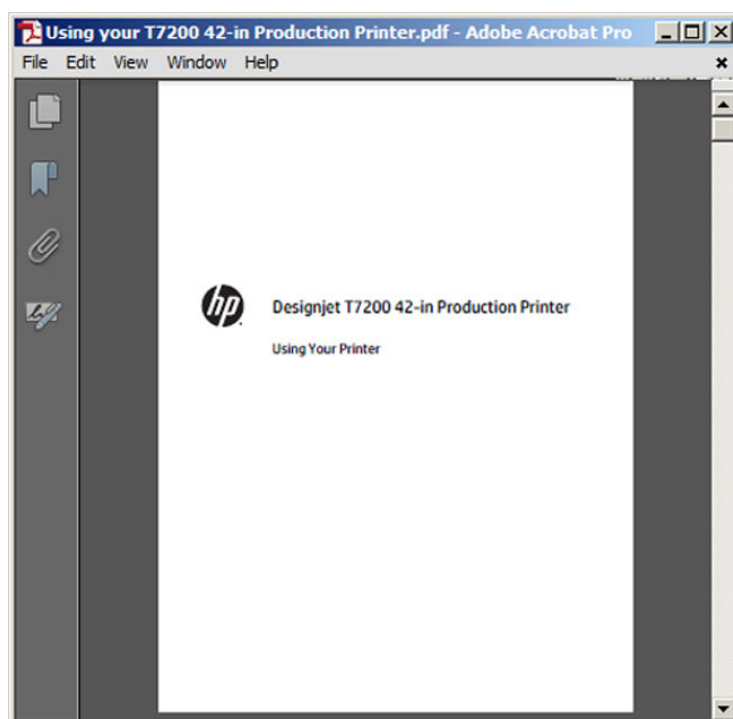 Using your T7200 42-in Production Printer.pdf - Adobe Acrobat Pro
File Edit View Window Help
hp
Designjet T7200 42-in Production Printer
Using Your Printer